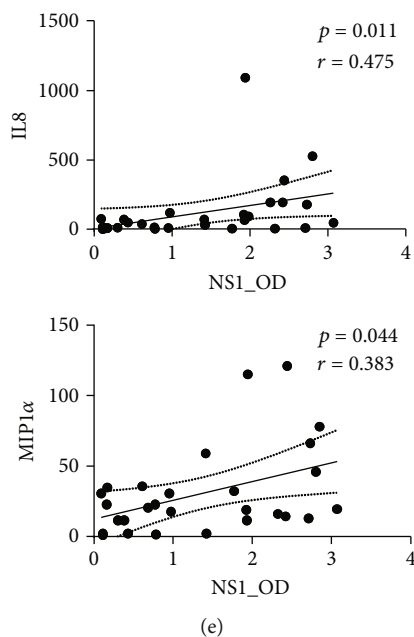 p = 0.011
r = 0.475
1500
1000
500
0
IL8
0 1 2 3 4
NS1_OD
p = 0.044
r = 0.383
150
100
50
0
MIP1α
0 1 2 3 4
NS1_OD
(e)